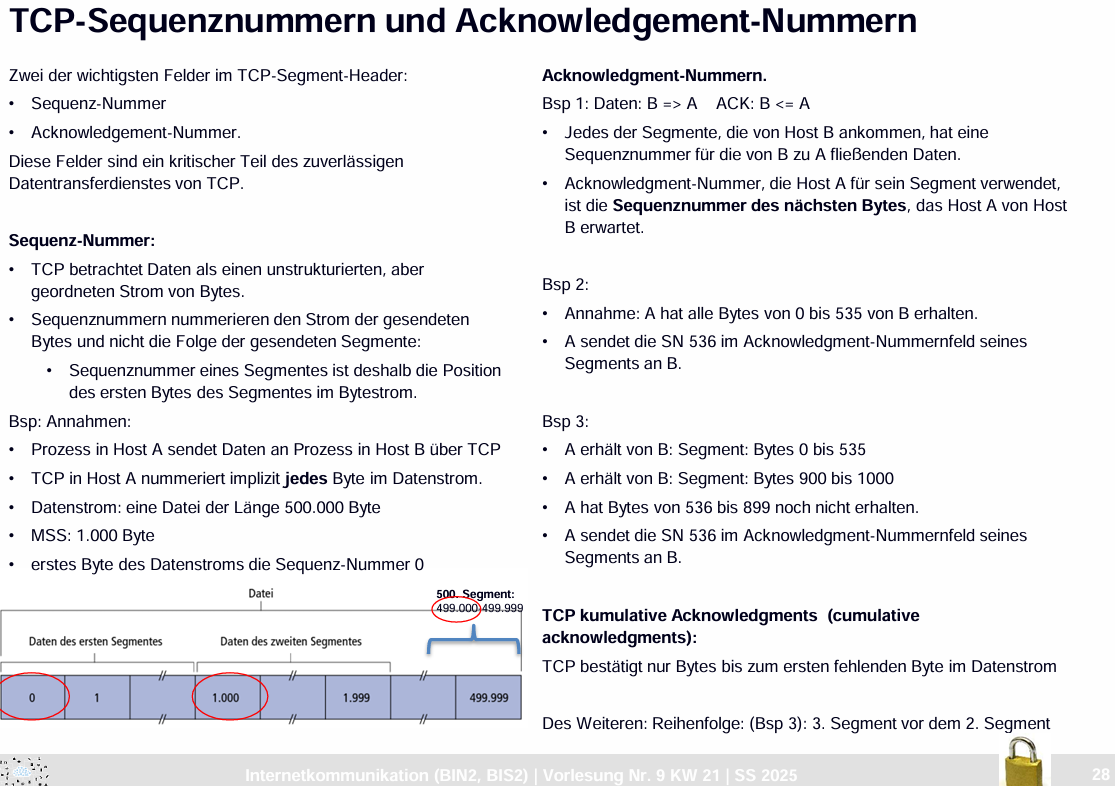 TCP-Sequenznummern und Acknowledgement-Nummern
Zwei der wichtigsten Felder im TCP-Segment-Header:
• Sequenz-Nummer
• Acknowledgement-Nummer.
Diese Felder sind ein kritischer Teil des zuverlässigen
Datentransferdienstes von TCP.
Sequenz-Nummer:
• TCP betrachtet Daten als einen unstrukturierten, aber
geordneten Strom von Bytes.
• Sequenznummern nummerieren den Strom der gesendeten
Bytes und nicht die Folge der gesendeten Segmente:
• Sequenznummer eines Segmentes ist deshalb die Position
des ersten Bytes des Segmentes im Bytestrom.
Bsp: Annahmen:
• Prozess in Host A sendet Daten an Prozess in Host B über TCP
• TCP in Host A nummeriert implizit jedes Byte im Datenstrom.
• Datenstrom: eine Datei der Länge 500.000 Byte
• MSS: 1.000 Byte
• erstes Byte des Datenstroms die Sequenz-Nummer 0
Datei
500. Segment:
499.000-499.999
Daten des ersten Segmentes
Daten des zweiten Segmentes
0 1 1.000 1.999 499.999
Acknowledgment-Nummern.
Bsp 1: Daten: B => A ACK: B <= A
• Jedes der Segmente, die von Host B ankommen, hat eine
Sequenznummer für die von B zu A fließenden Daten.
• Acknowledgment-Nummer, die Host A für sein Segment verwendet,
ist die Sequenznummer des nächsten Bytes, das Host A von Host
B erwartet.
Bsp 2:
• Annahme: A hat alle Bytes von 0 bis 535 von B erhalten.
• A sendet die SN 536 im Acknowledgment-Nummernfeld seines
Segments an B.
Bsp 3:
• A erhält von B: Segment: Bytes 0 bis 535
• A erhält von B: Segment: Bytes 900 bis 1000
• A hat Bytes von 536 bis 899 noch nicht erhalten.
• A sendet die SN 536 im Acknowledgment-Nummernfeld seines
Segments an B.
TCP kumulative Acknowledgments (cumulative
acknowledgments):
TCP bestätigt nur Bytes bis zum ersten fehlenden Byte im Datenstrom
Des Weiteren: Reihenfolge: (Bsp 3): 3. Segment vor dem 2. Segment
Internetkommunikation (BIN2, BIS2) | Vorlesung Nr. 9 KW 21 | SS 2025
28